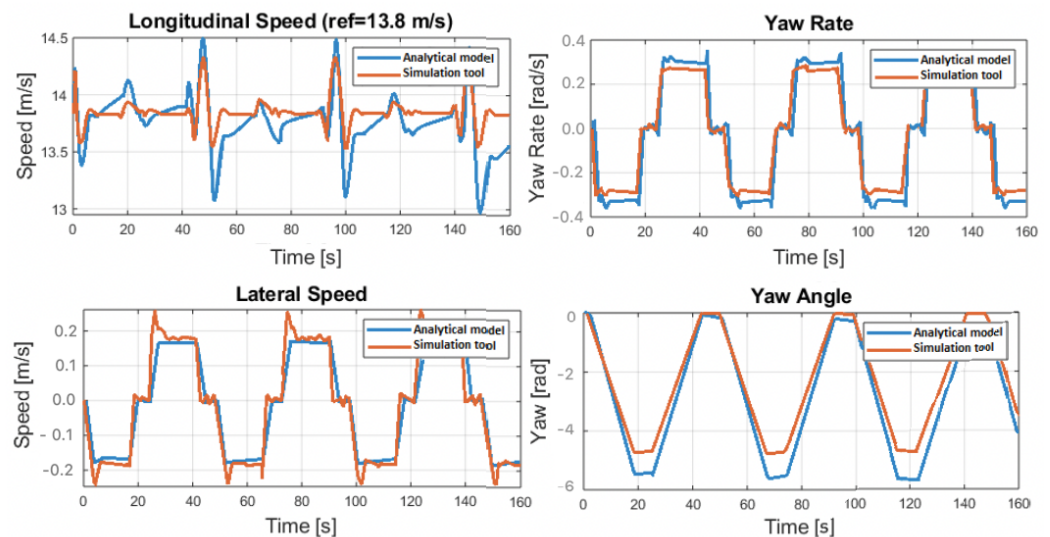 Longitudinal Speed (ref=13.8 m/s)
14.5
14
13.5
13
Speed [m/s]
Analytical model
Simulation tool
0 20 40 60 80 100 120 140 160
Time [s]
Yaw Rate
0.4
0.2
0.0
-0.2
-0.4
Yaw Rate [rad/s]
Analytical model
Simulation tool
0 20 40 60 80 100 120 140 160
Time [s]
Lateral Speed
0.2
0.1
0.0
- 0.1
-0.2
Speed [m/s]
Analytical model
Simulation tool
0 20 40 60 80 100 120 140 160
Time [s]
Yaw Angle
0
-2
-4
-6
Yaw [rad]
Analytical model
Simulation tool
0 20 40 60 80 100 120 140 160
Time [s]